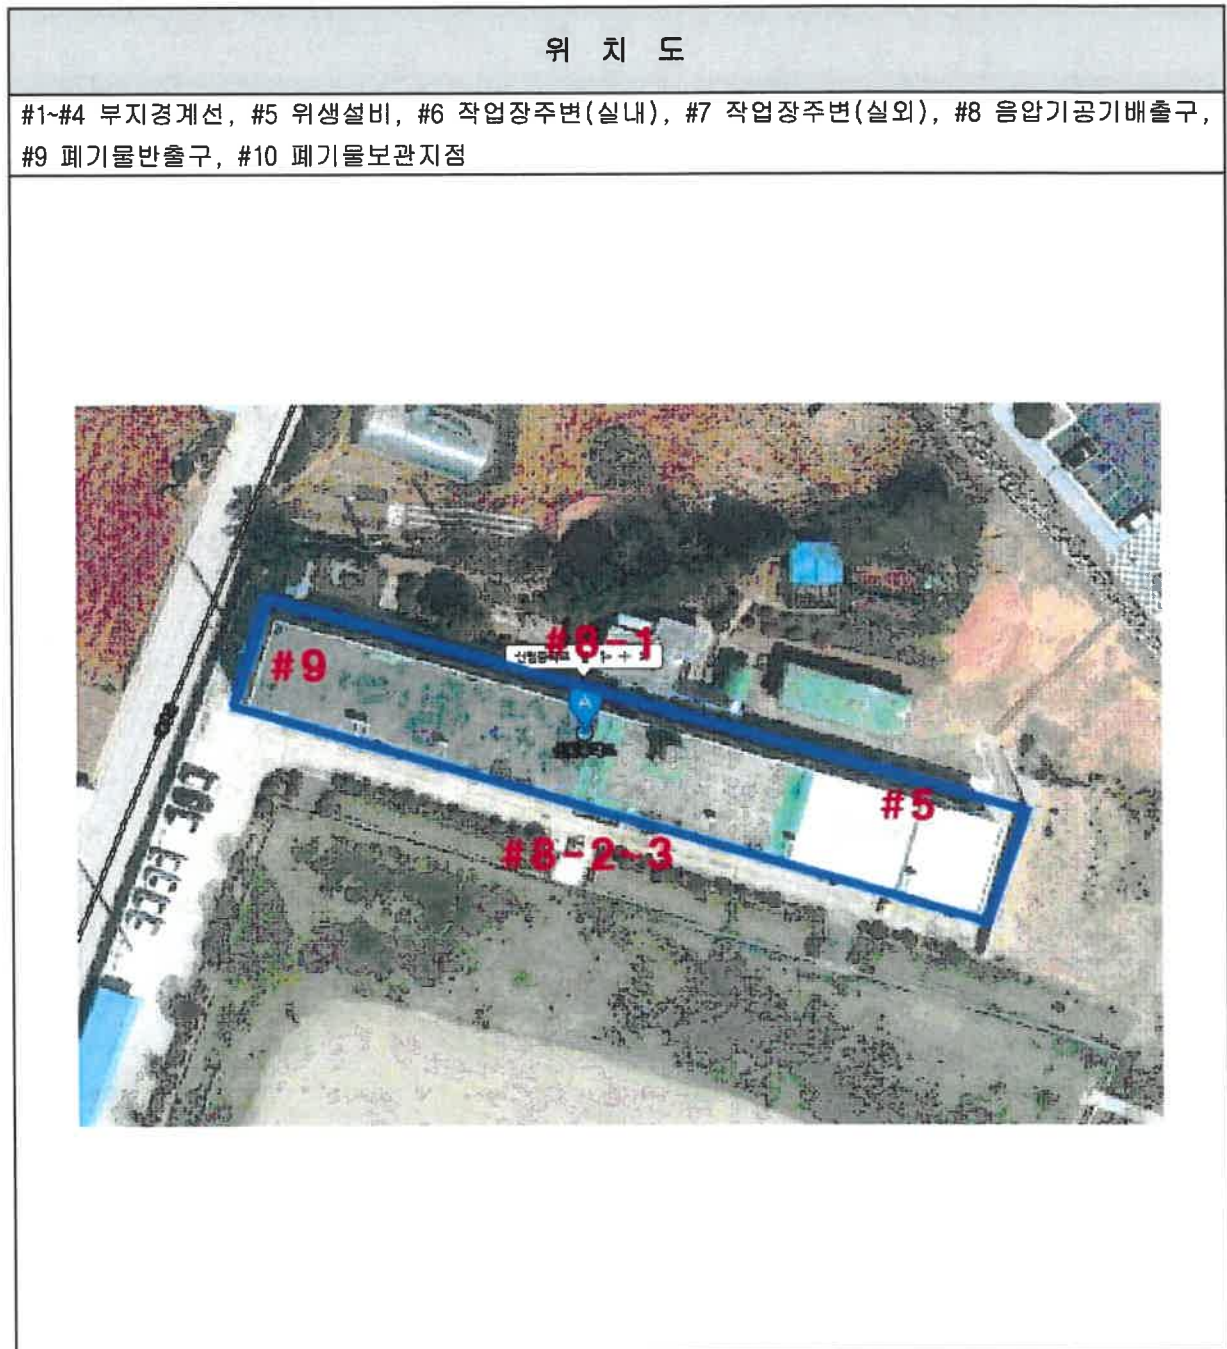 위 치 도
#1~#4 부지경계선, #5 위생설비, #6 작업장주변(실내), #7 작업장주변(실외), #8 음압기공기배출구,
#9 폐기물반출구, #10 폐기물보관지점
#8-1
#9
A
#5
#8-2~3